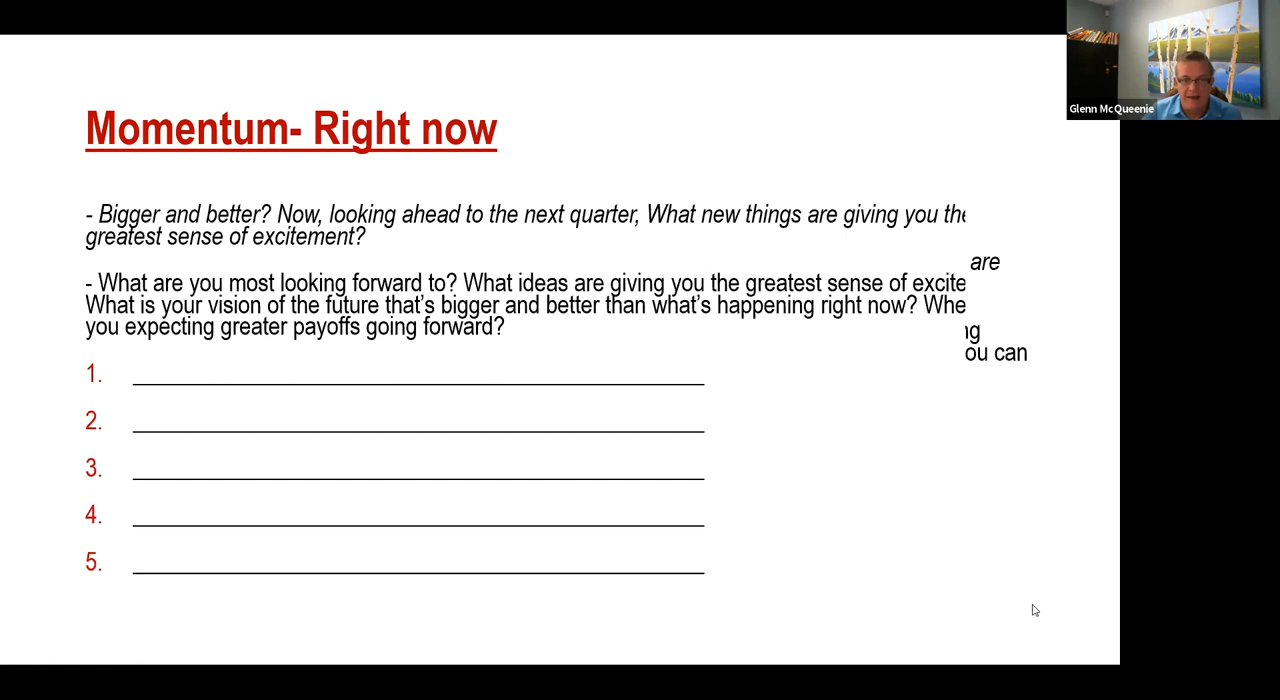 Momentum- Right now
- Bigger and better? Now, looking ahead to the next quarter, What new things are giving you the
greatest sense of excitement?
are
- What are you most looking forward to? What ideas are giving you the greatest sense of excite
What is your vision of the future that’s bigger and better than what’s happening right now? Whe
you expecting greater payoffs going forward?
ng
ou can
1.
2.
3.
4.
5.
Glenn McQueenie